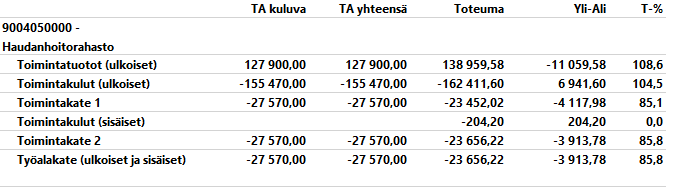 TA kuluva TA yhteensä Toteuma Yli-Ali T-%
9004050000 -
Haudanhoitorahasto
Toimintatuotot (ulkoiset) 127 900,00 127 900,00 138 959,58 -11 059,58 108,6
Toimintakulut (ulkoiset) -155 470,00 -155 470,00 -162 411,60 6 941,60 104,5
Toimintakate 1 -27 570,00 -27 570,00 -23 452,02 -4 117,98 85,1
Toimintakulut (sisäiset) -204,20 204,20 0,0
Toimintakate 2 -27 570,00 -27 570,00 -23 656,22 -3 913,78 85,8
Työalakate (ulkoiset ja sisäiset) -27 570,00 -27 570,00 -23 656,22 -3 913,78 85,8